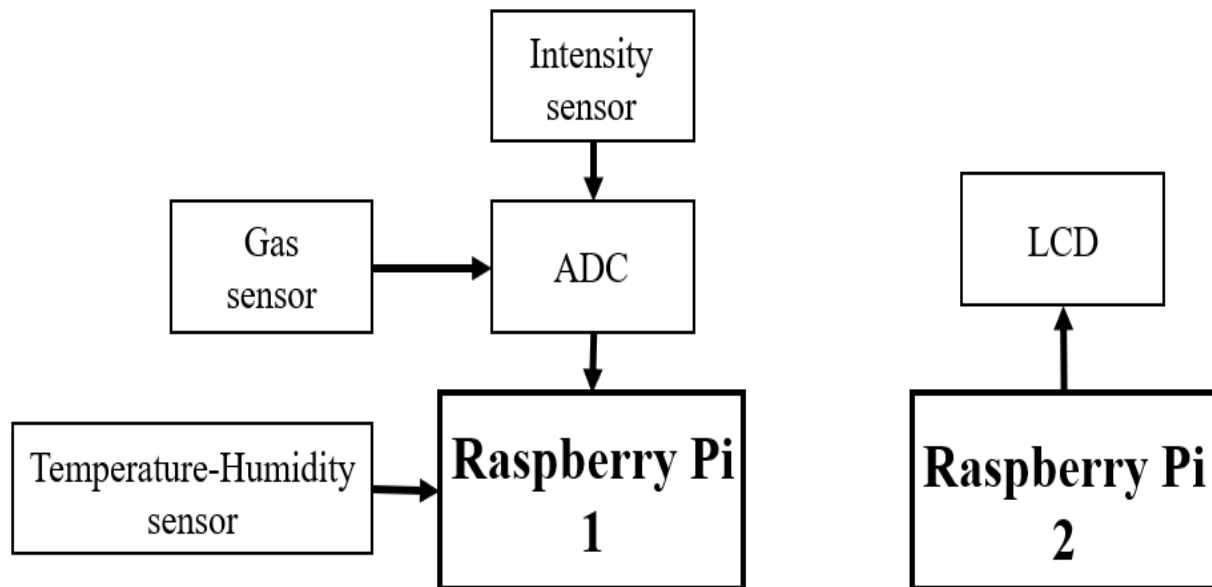 Intensity
sensor
Gas
sensor
ADC
LCD
Temperature-Humidity
sensor
Raspberry Pi
1
Raspberry Pi
2